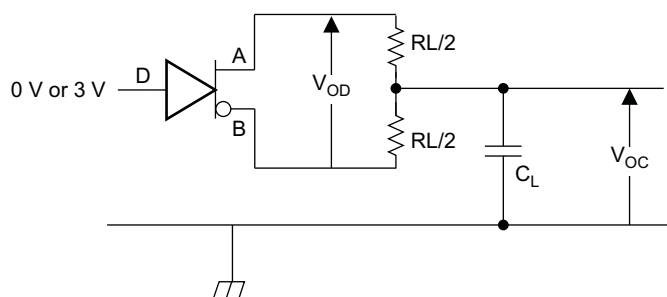 A
RL/2
0 V or 3 V
D
V_OD
B
RL/2
C_L
V_OC